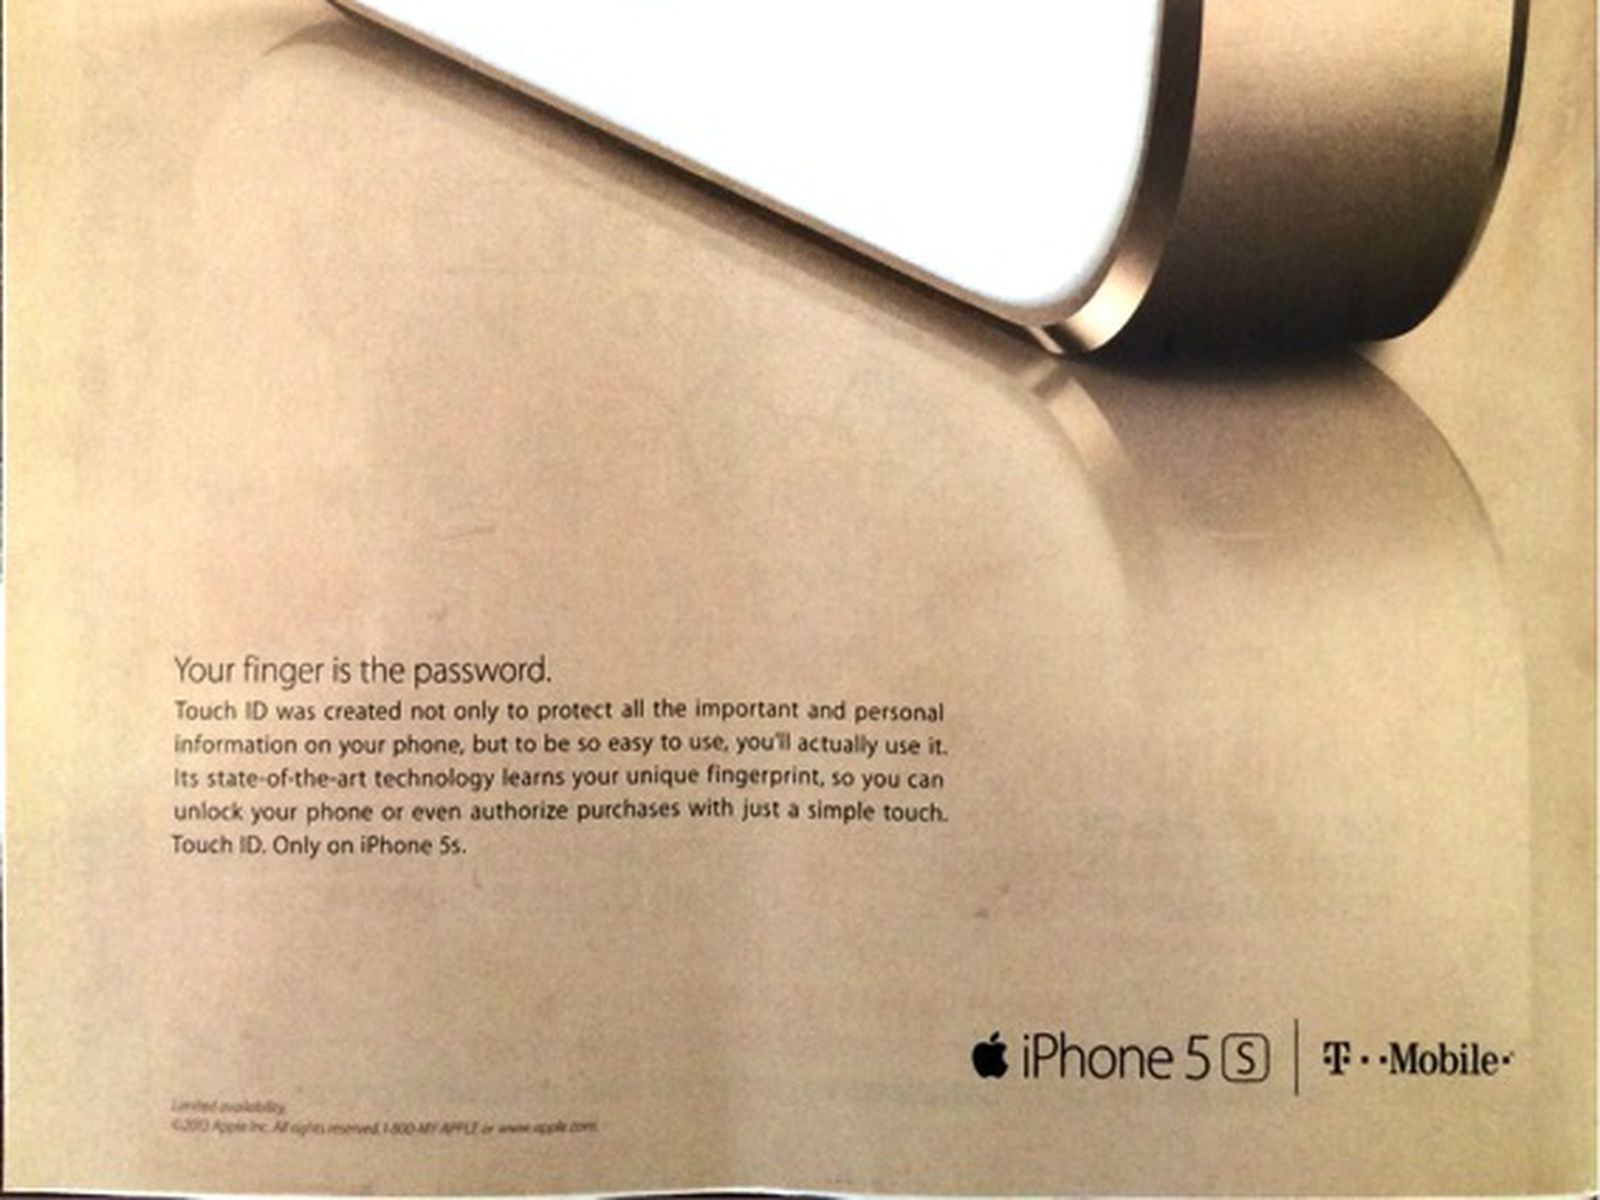 Your finger is the password.
Touch ID was created not only to protect all the important and personal
information on your phone, but to be so easy to use, you'll actually use it.
Its state-of-the-art technology learns your unique fingerprint, so you can
unlock your phone or even authorize purchases with just a simple touch.
Touch ID. Only on iPhone 5s.
iPhone 5 S | T··Mobile·
Limited availability.
©2013 Apple Inc. All rights reserved. 1-800-MY-APPLE or www.apple.com.